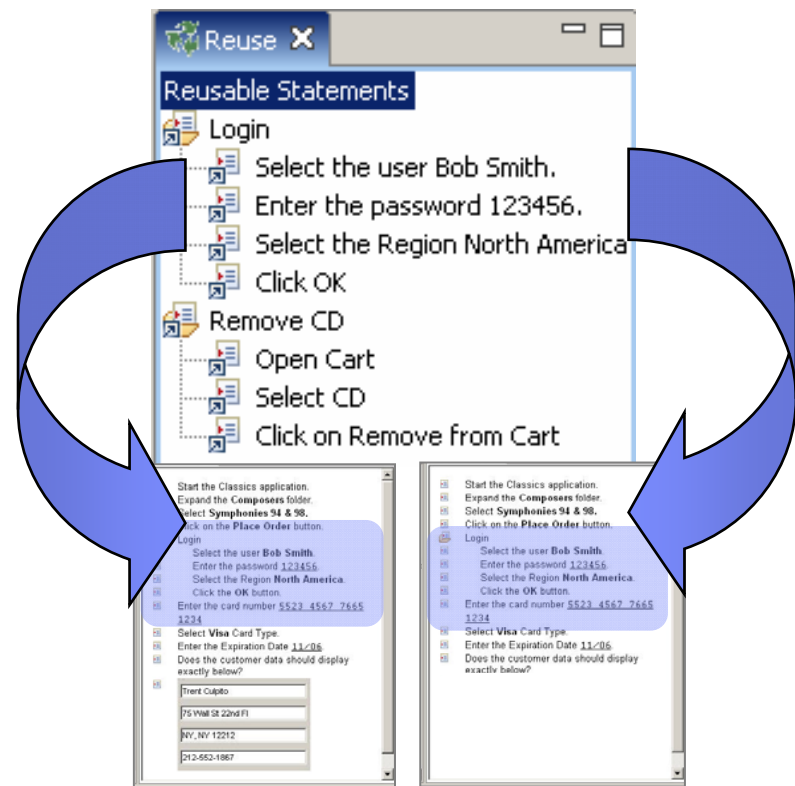 Reuse
Reusable Statements
Login
Select the user Bob Smith.
Enter the password 123456.
Select the Region North America
Click OK
Remove CD
Open Cart
Select CD
Click on Remove from Cart
Start the Classics application.
Expand the Composers folder.
Select Symphonies 94 & 98.
Click on the Place Order button.
Login
Select the user Bob Smith.
Enter the password 123456.
Select the Region North America.
Click the OK button.
Enter the card number 5523 4567 7665
1234
Select Visa Card Type.
Enter the Expiration Date 11/06.
Does the customer data should display
exactly below?
Trent Culpito
75 Wall St 22nd Fl
NY, NY 12212
212-552-1867
Start the Classics application.
Expand the Composers folder.
Select Symphonies 94 & 98.
Click on the Place Order button.
Login
Select the user Bob Smith.
Enter the password 123456.
Select the Region North America.
Click the OK button.
Enter the card number 5523 4567 7665
1234
Select Visa Card Type.
Enter the Expiration Date 11/06.
Does the customer data should display
exactly below?